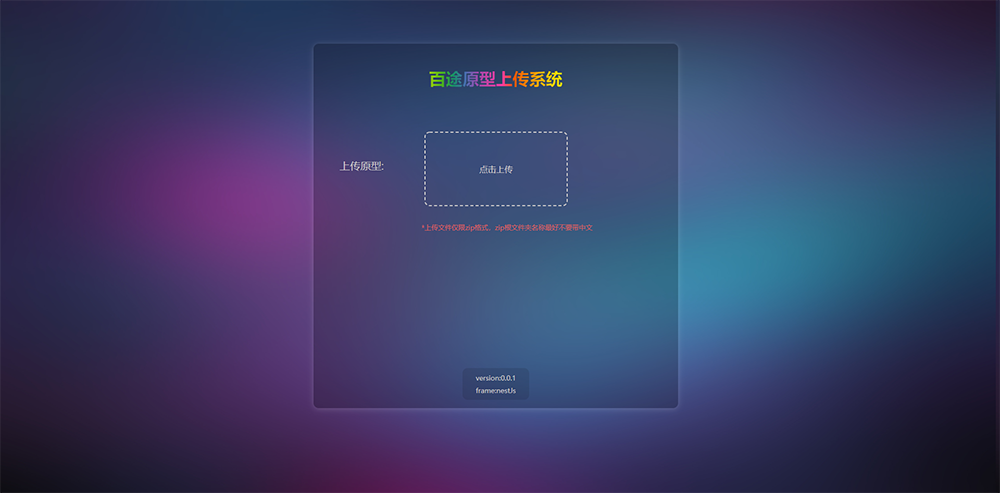 百途原型上传系统
上传原型:
点击上传
*上传文件仅限zip格式、zip根文件夹名称最好不要带中文
version:0.0.1
frame:nestJs